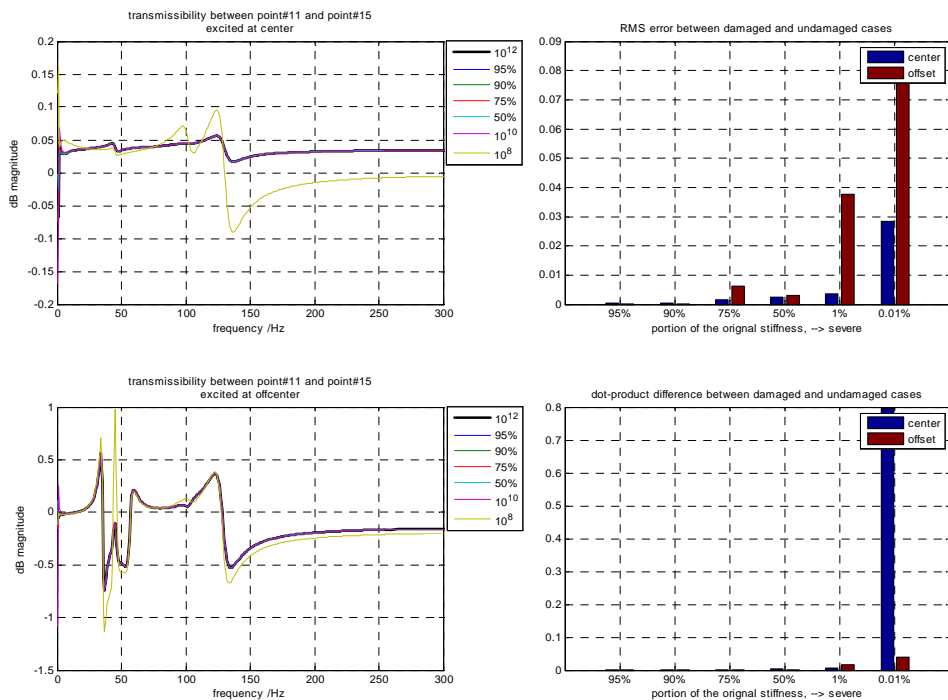 transmissibility between point#11 and point#15
excited at center
0.2
0.15
0.1
0.05
0
-0.05
-0.1
-0.15
-0.2
0 50 100 150 200 250 300
frequency /Hz
dB magnitude
10^12
95%
90%
75%
50%
10^10
10^8
RMS error between damaged and undamaged cases
0.09
0.08
0.07
0.06
0.05
0.04
0.03
0.02
0.01
0
95% 90% 75% 50% 1% 0.01%
portion of the orignal stiffness, --> severe
center
offset
transmissibility between point#11 and point#15
excited at offcenter
1
0.5
0
-0.5
-1
-1.5
0 50 100 150 200 250 300
frequency /Hz
dB magnitude
10^12
95%
90%
75%
50%
10^10
10^8
dot-product difference between damaged and undamaged cases
0.8
0.7
0.6
0.5
0.4
0.3
0.2
0.1
0
95% 90% 75% 50% 1% 0.01%
portion of the orignal stiffness, --> severe
center
offset